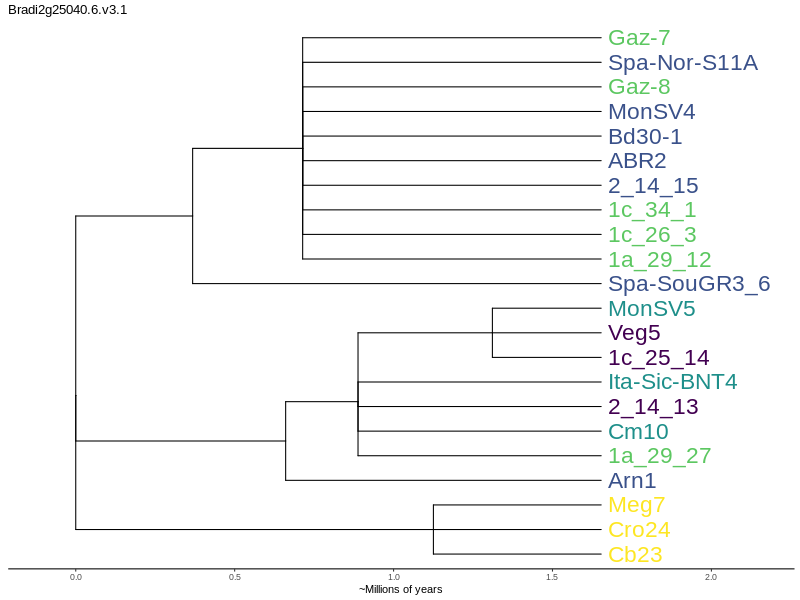 Bradi2g25040.6.v3.1
Gaz-7
Spa-Nor-S11A
Gaz-8
MonSV4
Bd30-1
ABR2
2_14_15
1c_34_1
1c_26_3
1a_29_12
Spa-SouGR3_6
MonSV5
Veg5
1c_25_14
Ita-Sic-BNT4
2_14_13
Cm10
1a_29_27
Arn1
Meg7
Cro24
Cb23
0.0 0.5 1.0 1.5 2.0
~Millions of years